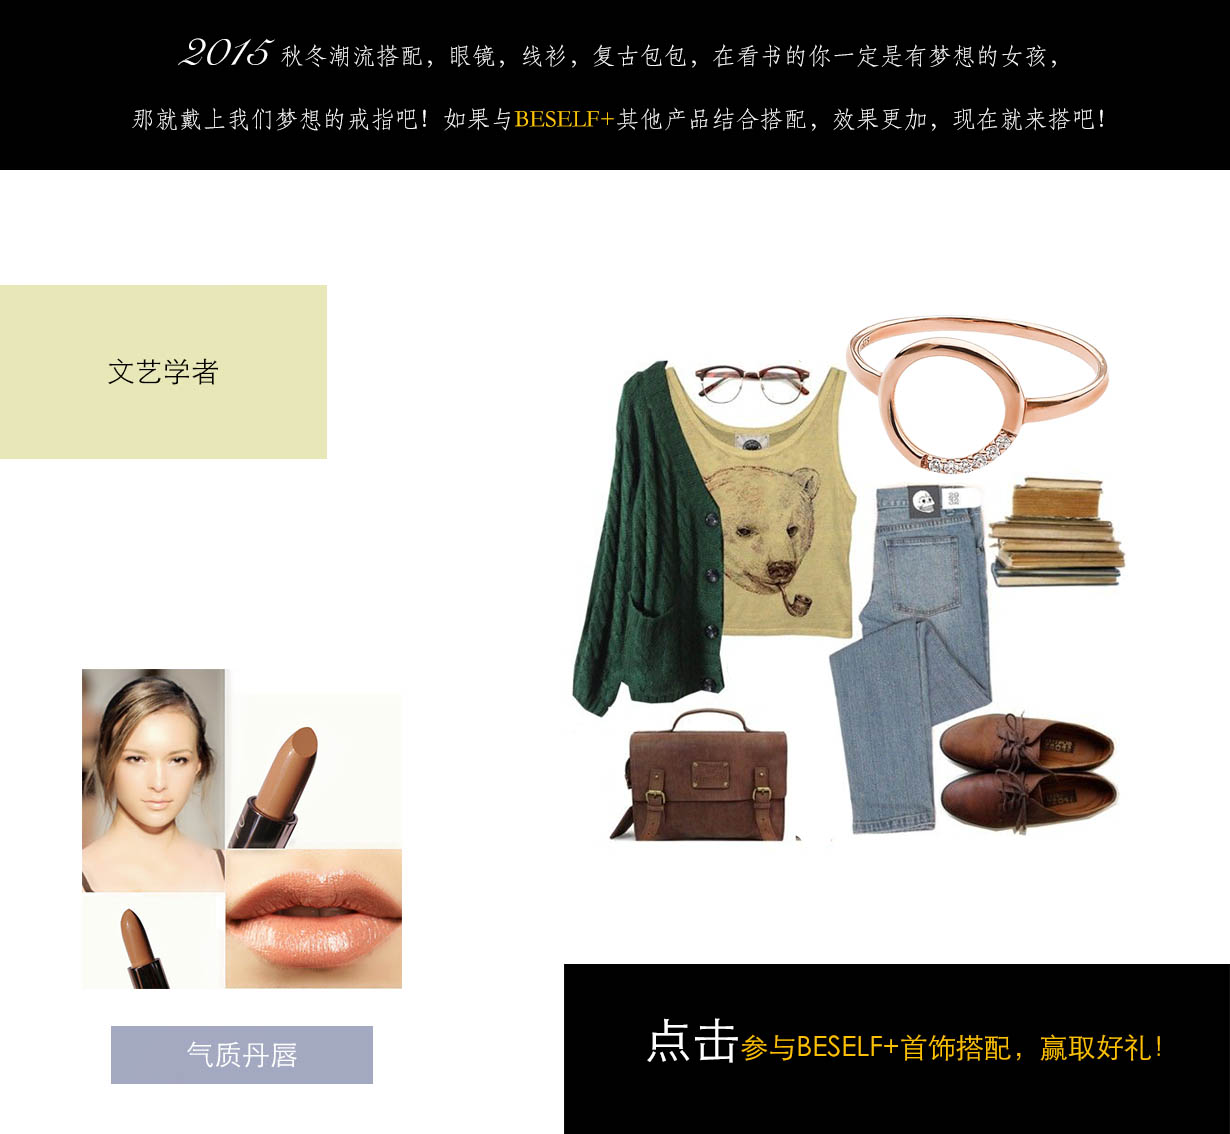 2015 秋冬潮流搭配，眼镜，线衫，复古包包，在看书的你一定是有梦想的女孩，
那就戴上我们梦想的戒指吧！如果与BESELF+其他产品结合搭配，效果更加，现在就来搭吧！
文艺学者
气质丹唇
点击参与BESELF+首饰搭配，赢取好礼！